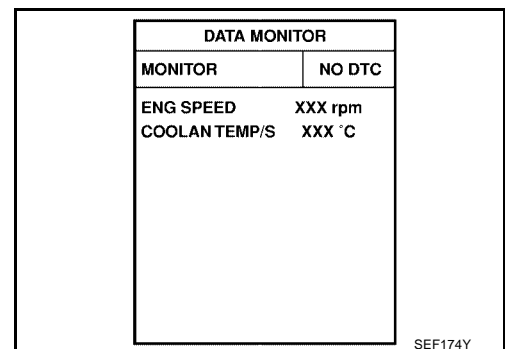 DATA MONITOR
MONITOR NO DTC
ENG SPEED XXX rpm
COOLAN TEMP/S XXX °C
SEF174Y